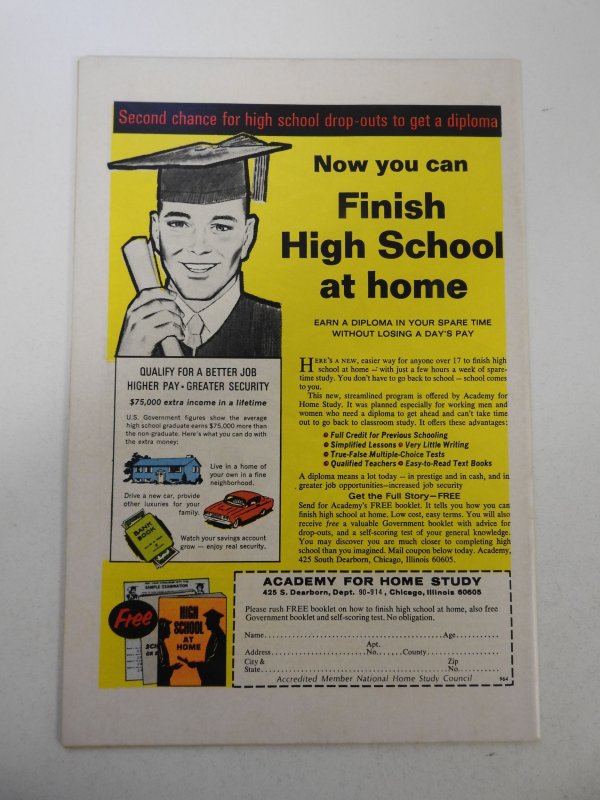 Second chance for high school drop-outs to get a diploma
Now you can
Finish
High School
at home
EARN A DIPLOMA IN YOUR SPARE TIME
WITHOUT LOSING A DAY'S PAY
HERE'S A NEW, easier way for anyone over 17 to finish high
school at home — with just a few hours a week of spare-
time study. You don't have to go back to school — school comes
to you.
This new, streamlined program is offered by Academy for
Home Study. It was planned especially for working men and
women who need a diploma to get ahead and can't take time
out to go back to classroom study. It offers these advantages:
• Full Credit for Previous Schooling
• Simplified Lessons • Very Little Writing
• True-False Multiple-Choice Tests
• Qualified Teachers • Easy-to-Read Text Books
A diploma means a lot today — in prestige and in cash, and in
greater job opportunities—increased job security
Get the Full Story—FREE
Send for Academy's FREE booklet. It tells you how you can
finish high school at home. Low cost, easy terms. You will also
receive free a valuable Government booklet with advice for
drop-outs, and a self-scoring test of your general knowledge.
You may discover you are much closer to completing high
school than you imagined. Mail coupon below today. Academy,
425 South Dearborn, Chicago, Illinois 60605.
QUALIFY FOR A BETTER JOB
HIGHER PAY • GREATER SECURITY
$75,000 extra income in a lifetime
U.S. Government figures show the average
high school graduate earns $75,000 more than
the non-graduate. Here's what you can do with
the extra money:
Live in a home of
your own in a fine
neighborhood.
Drive a new car, provide
other luxuries for your
family.
BANK
BOOK
Watch your savings account
grow — enjoy real security.
SAMPLE EXAMINATION
Free
HIGH
SCHOOL
AT
HOME
ACADEMY FOR HOME STUDY
425 S. Dearborn, Dept. 90-914, Chicago, Illinois 60605
Please rush FREE booklet on how to finish high school at home, also free
Government booklet and self-scoring test. No obligation.
Name.......................................Age............
Apt.
Address.......................No.......County................
City & Zip
State.......................................No............
Accredited Member National Home Study Council 964